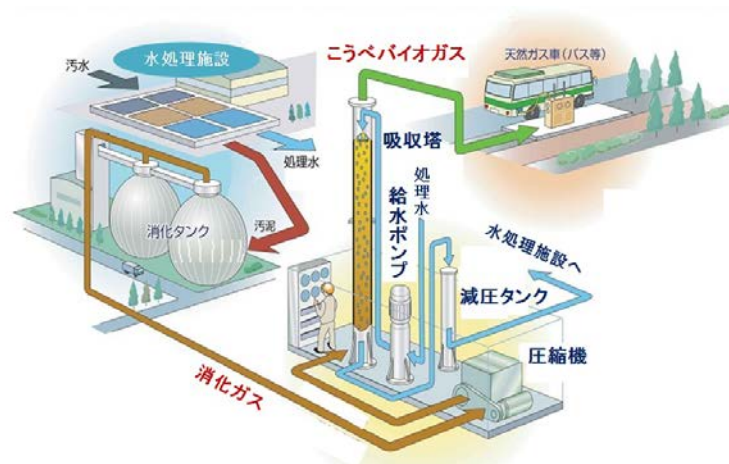 水処理施設
汚水
処理水
汚泥
消化タンク
こうべバイオガス
天然ガス車(バス等)
吸収塔
処理水
給水ポンプ
減圧タンク
水処理施設へ
圧縮機
消化ガス